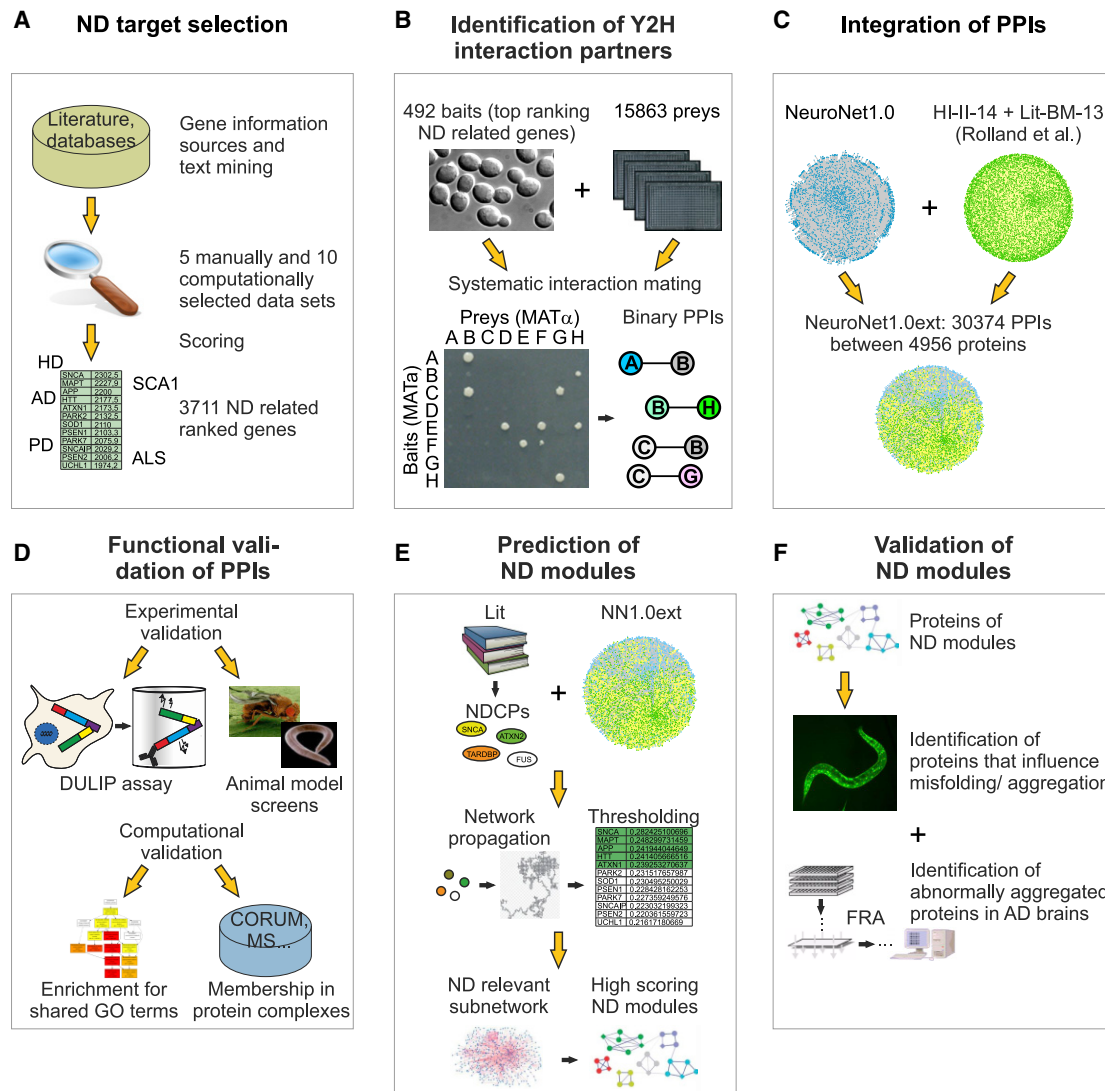 A
ND target selection
Literature,
databases
Gene information
sources and
text mining
5 manually and 10
computationally
selected data sets
Scoring
HD
AD
PD
SCA1
ALS
SNCA 2302,5
MAPT 2227,9
APP 2200
HTT 2177,5
ATXN1 2173,5
PARK2 2132,5
SOD1 2110
PSEN1 2103,3
PARK7 2075,9
SNCAIP 2029,2
PSEN2 2006,2
UCHL1 1974,2
3711 ND related
ranked genes
B
Identification of Y2H
interaction partners
492 baits (top ranking
ND related genes)
15863 preys
+
Systematic interaction mating
Preys (MATα)
A B C D E F G H
Baits (MATa)
A
B
C
D
E
F
G
H
Binary PPIs
A B
B H
C B
C G
C
Integration of PPIs
NeuroNet1.0
HI-II-14 + Lit-BM-13
(Rolland et al.)
+
NeuroNet1.0ext: 30374 PPIs
between 4956 proteins
D
Functional vali-
dation of PPIs
Experimental
validation
DULIP assay
Animal model
screens
Computational
validation
CORUM,
MS...
Enrichment for
shared GO terms
Membership in
protein complexes
E
Prediction of
ND modules
Lit
NN1.0ext
+
NDCPs
SNCA
ATXN2
TARDBP
FUS
Network
propagation
Thresholding
SNCA 0,282425100696
MAPT 0,248299731459
APP 0,241944044649
HTT 0,241405666516
ATXN1 0,239253270637
PARK2 0,231517657987
SOD1 0,230495250029
PSEN1 0,228428162253
PARK7 0,227359249576
SNCAIP 0,223032199323
PSEN2 0,220361559723
UCHL1 0,21617180669
ND relevant
subnetwork
High scoring
ND modules
F
Validation of
ND modules
Proteins of
ND modules
Identification of
proteins that influence
misfolding/ aggregation
+
Identification of
abnormally aggregated
proteins in AD brains
FRA